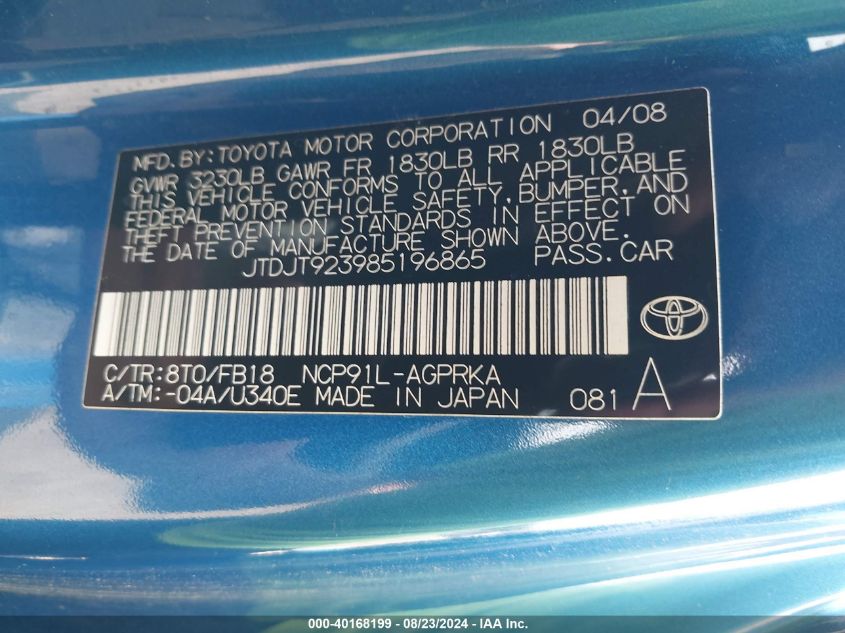 MFD. BY: TOYOTA MOTOR CORPORATION 04/08
GVWR 3230LB GAWR FR 1830LB RR 1830LB
THIS VEHICLE CONFORMS TO ALL APPLICABLE
FEDERAL MOTOR VEHICLE SAFETY, BUMPER, AND
THEFT PREVENTION STANDARDS IN EFFECT ON
THE DATE OF MANUFACTURE SHOWN ABOVE.
JTDJT923985196865 PASS. CAR
C/TR: 8T0/FB18 NCP91L-AGPRKA
A/TM: -04A/U340E MADE IN JAPAN 081 A
000-40168199 - 08/23/2024 - IAA Inc.